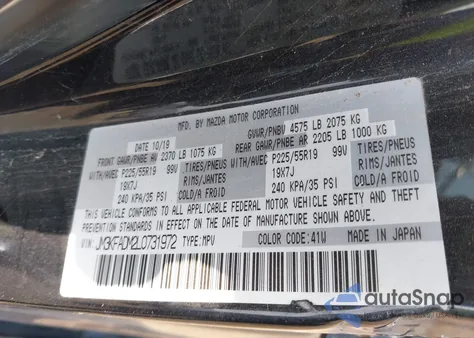 MFD. BY MAZDA MOTOR CORPORATION
DATE 10/19 GVWR/PNBV 4575 LB 2075 KG
FRONT GAWR/PNBE AV 2370 LB 1075 KG REAR GAWR/PNBE AR 2205 LB 1000 KG
WITH/AVEC P225/55R19 99V TIRES/PNEUS WITH/AVEC P225/55R19 99V TIRES/PNEUS
19X7J RIMS/JANTES 19X7J RIMS/JANTES
240 KPA/35 PSI COLD/A FROID 240 KPA/35 PSI COLD/A FROID
THIS VEHICLE CONFORMS TO ALL APPLICABLE FEDERAL MOTOR VEHICLE SAFETY, BUMPER, AND THEFT
PREVENTION STANDARDS IN EFFECT ON THE DATE OF MANUFACTURE SHOWN ABOVE.
VIN: JM3KFADM2L0731972 TYPE: MPV COLOR CODE: 41W MADE IN JAPAN
autoSnap